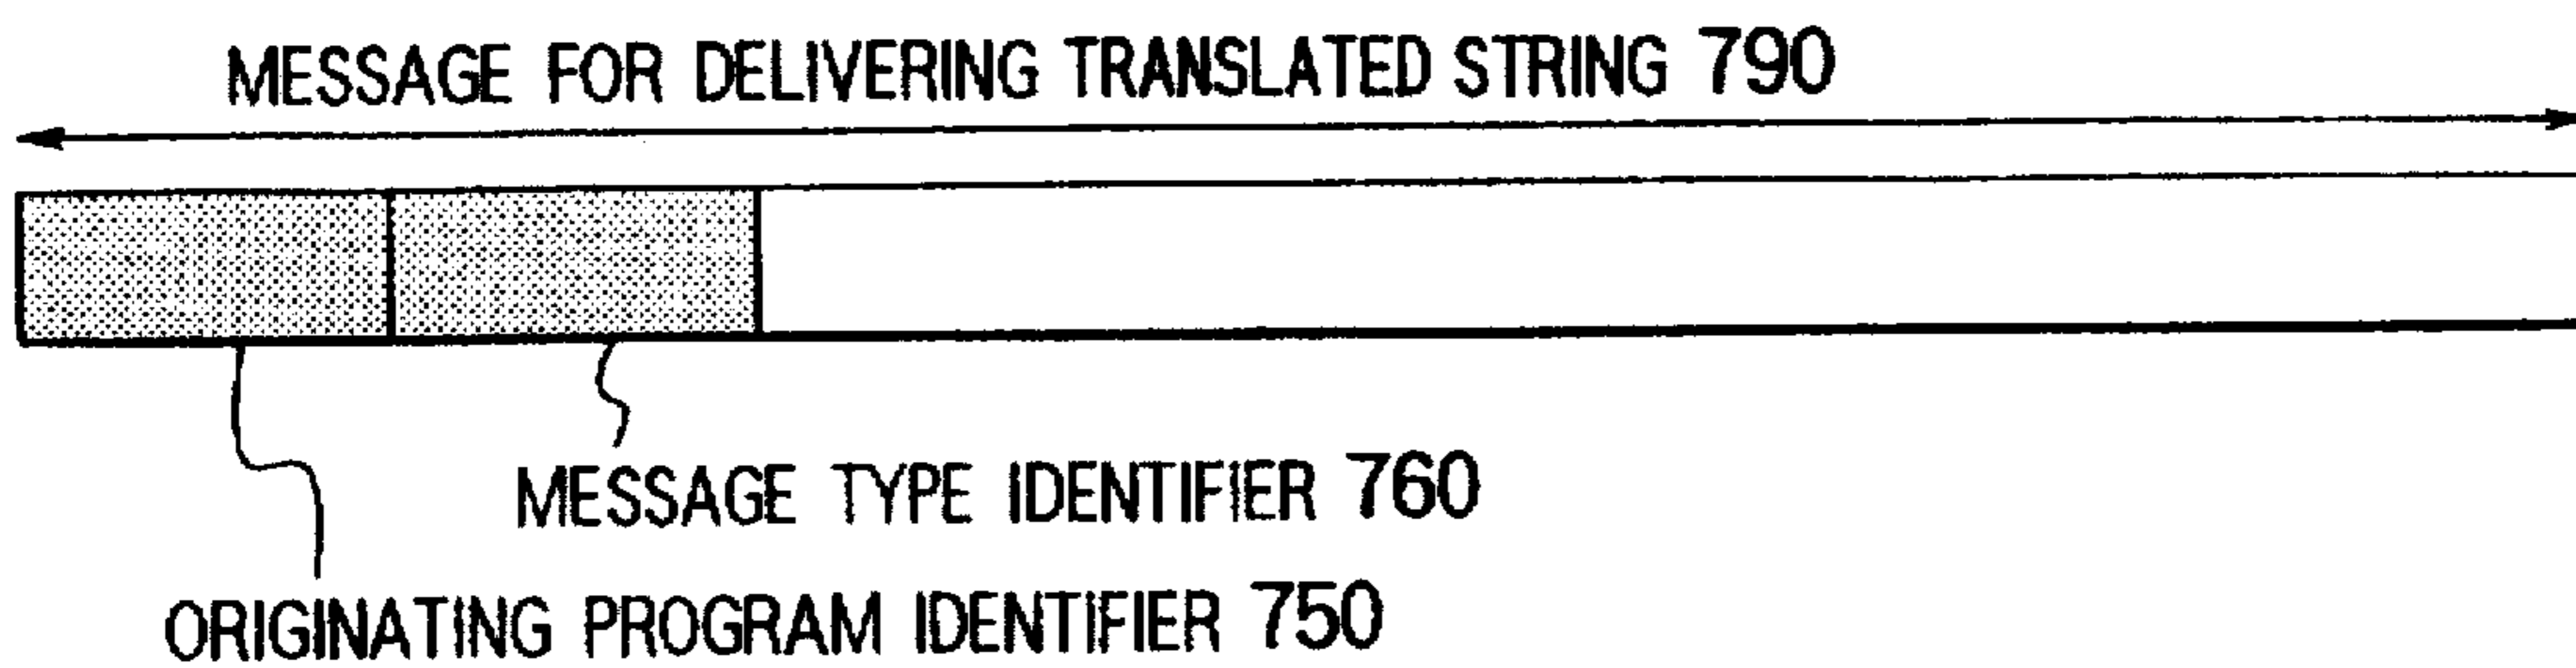 MESSAGE FOR DELIVERING TRANSLATED STRING 790
MESSAGE TYPE IDENTIFIER 760
ORIGINATING PROGRAM IDENTIFIER 750